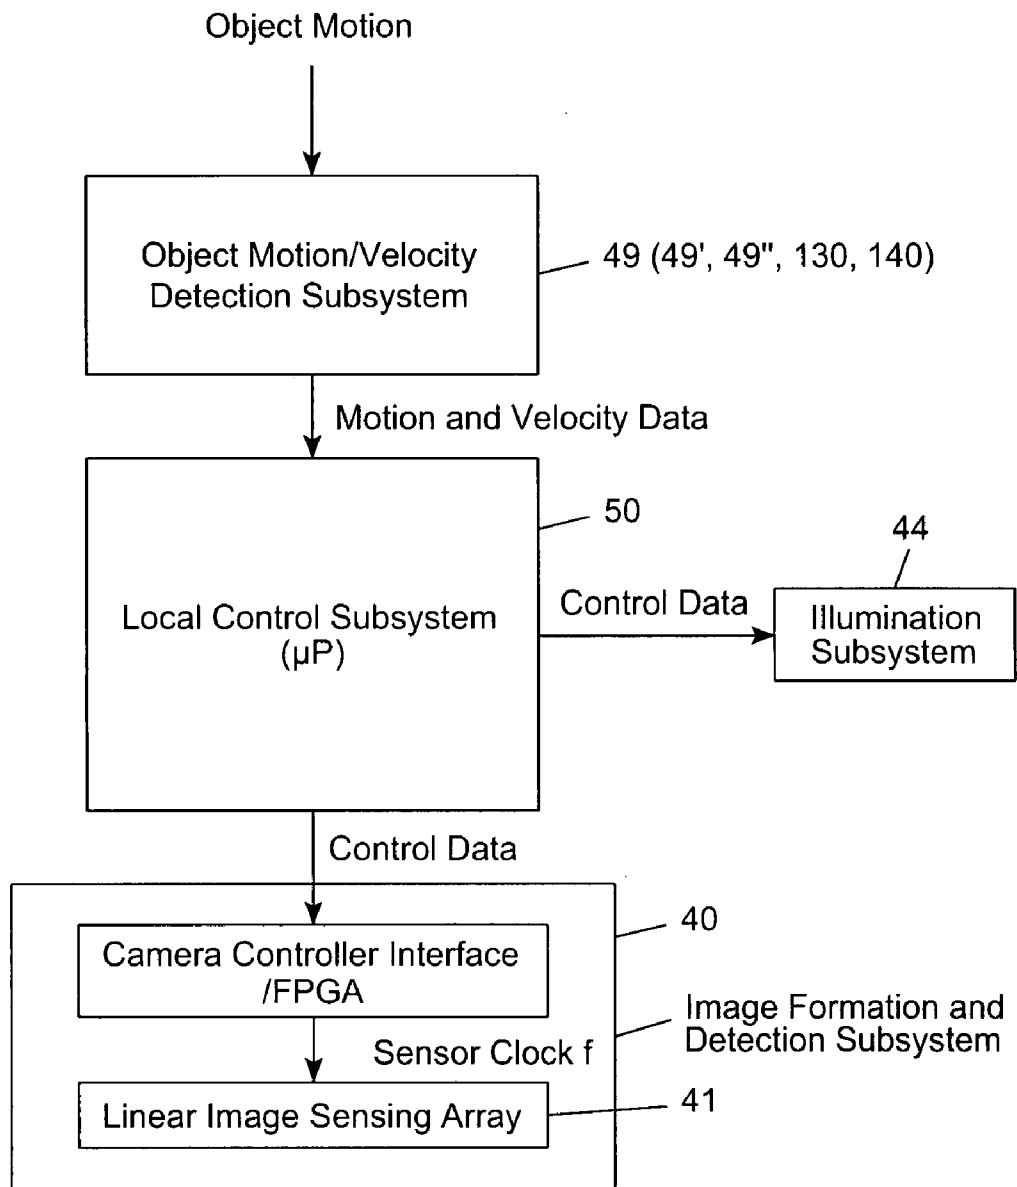 Object Motion
Object Motion/Velocity
Detection Subsystem
49 (49', 49", 130, 140)
Motion and Velocity Data
50
44
Local Control Subsystem
(µP)
Control Data
Illumination
Subsystem
Control Data
40
Camera Controller Interface
/FPGA
Image Formation and
Detection Subsystem
Sensor Clock f
Linear Image Sensing Array
41